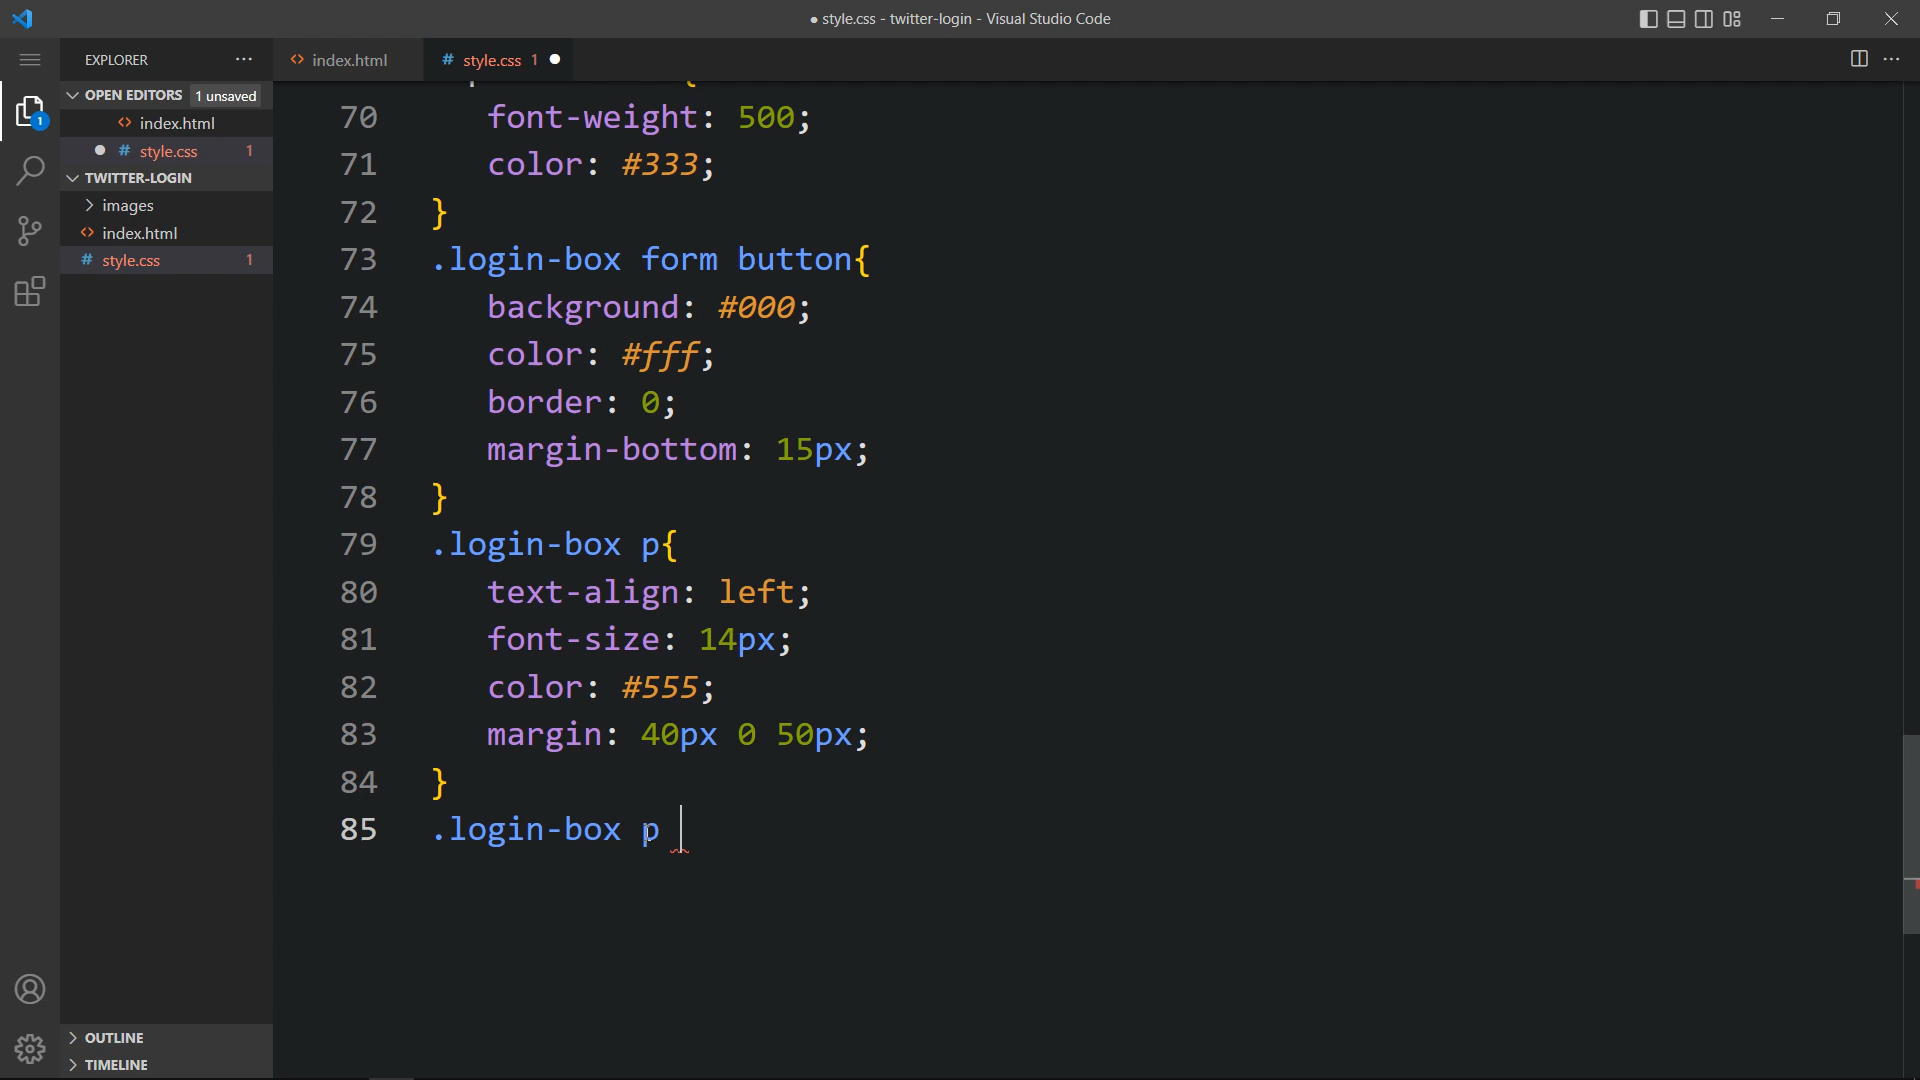 ● style.css - twitter-login - Visual Studio Code
EXPLORER
OPEN EDITORS 1 unsaved
index.html
style.css 1
TWITTER-LOGIN
images
index.html
style.css 1
OUTLINE
TIMELINE
1
index.html
# style.css 1
70 font-weight: 500;
71 color: #333;
72 }
73 .login-box form button{
74 background: #000;
75 color: #fff;
76 border: 0;
77 margin-bottom: 15px;
78 }
79 .login-box p{
80 text-align: left;
81 font-size: 14px;
82 color: #555;
83 margin: 40px 0 50px;
84 }
85 .login-box p